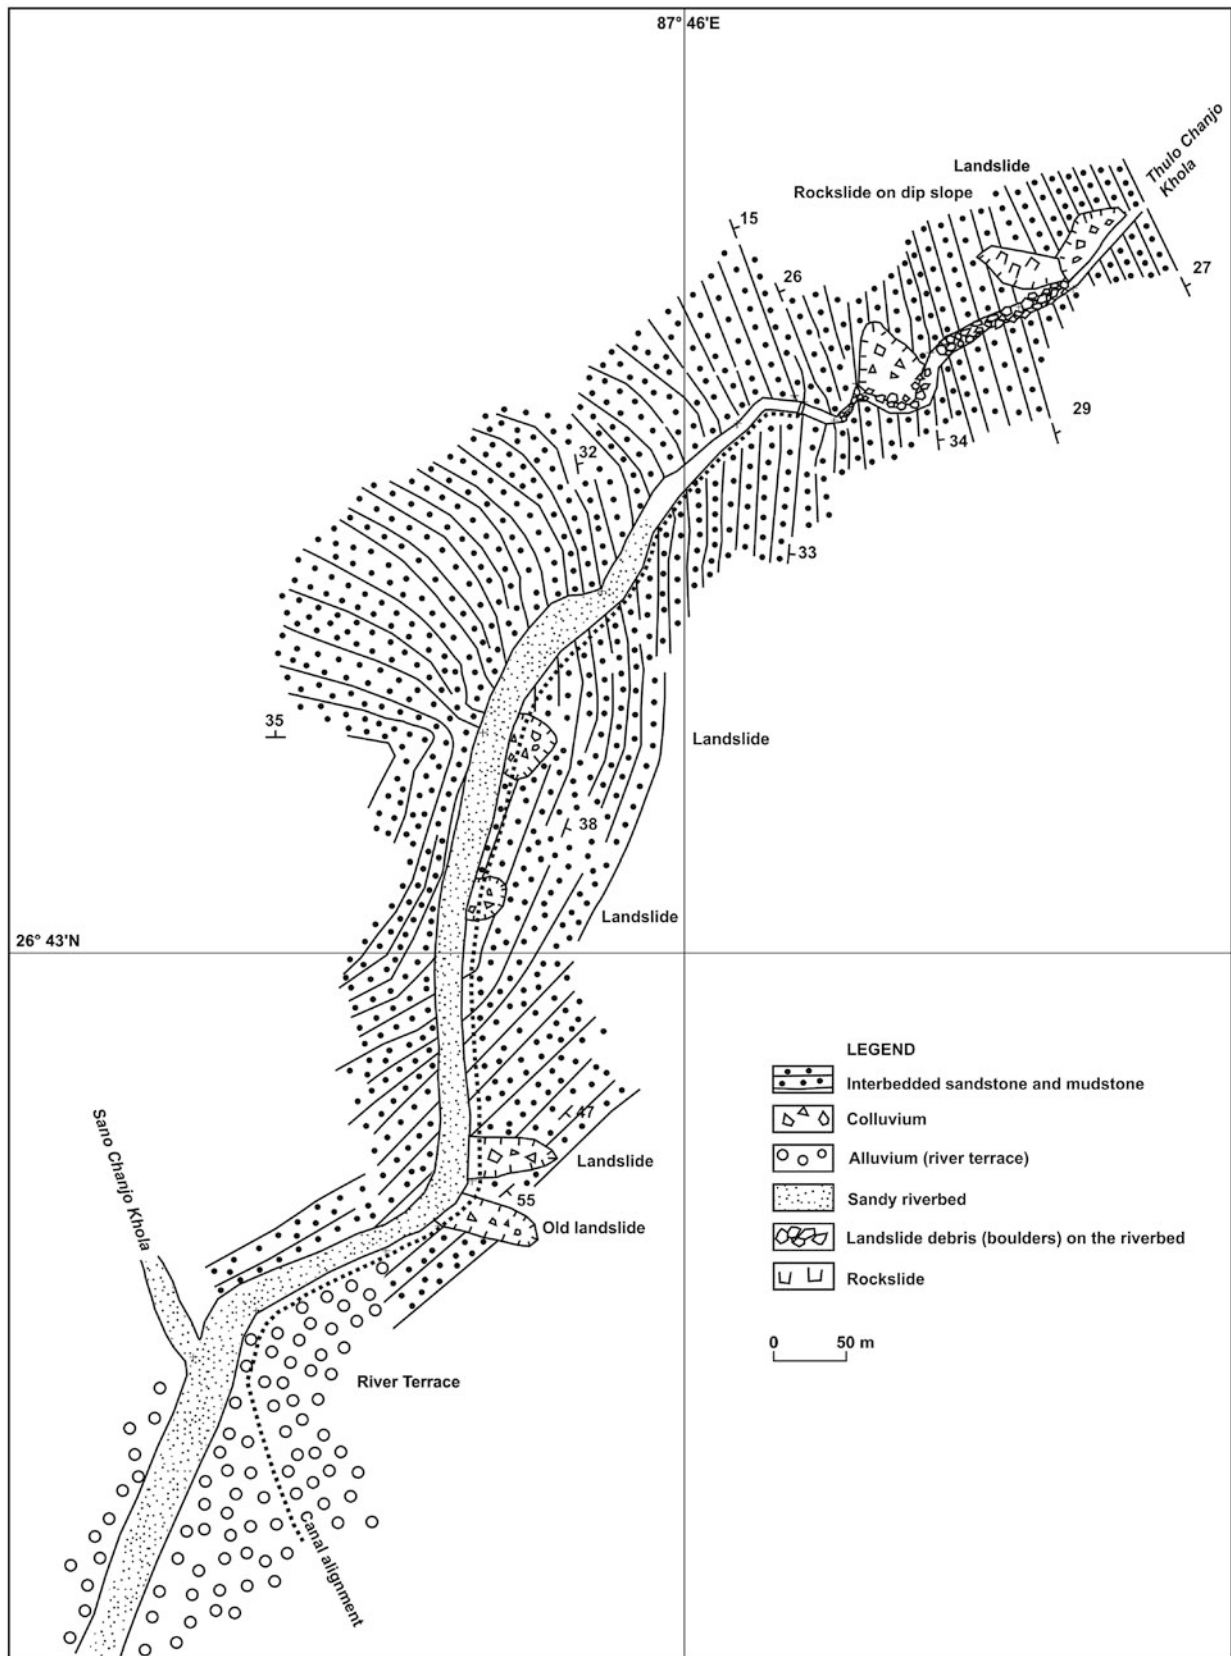 87° 46'E
Thulo Chanjo
Khola
Landslide
Rockslide on dip slope
15
27
26
29
34
32
33
35
Landslide
38
Landslide
26° 43'N
LEGEND
Interbedded sandstone and mudstone
Colluvium
Alluvium (river terrace)
Sandy riverbed
Landslide debris (boulders) on the riverbed
Rockslide
0 50 m
47
Landslide
55
Old landslide
Sano Chanjo Khola
River Terrace
Canal alignment